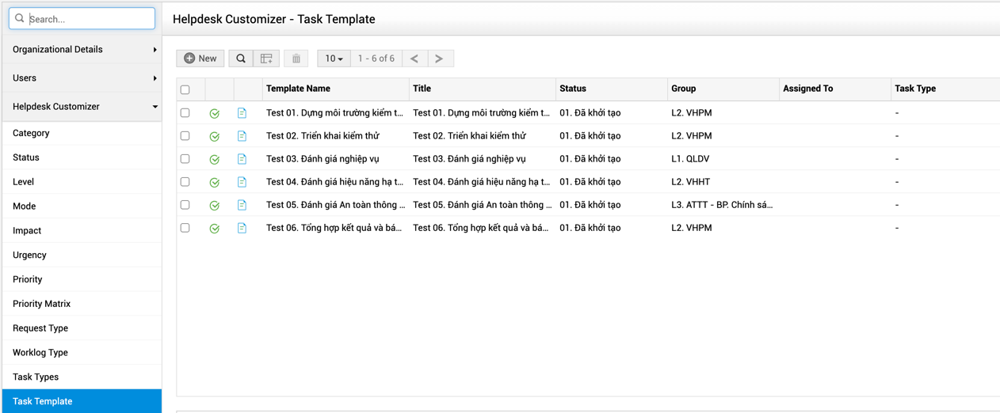 Search...
Helpdesk Customizer - Task Template
Organizational Details
Users
Helpdesk Customizer
Category
Status
Level
Mode
Impact
Urgency
Priority
Priority Matrix
Request Type
Worklog Type
Task Types
Task Template
New 10 1 - 6 of 6
Template Name Title Status Group Assigned To Task Type
Test 01. Dựng môi trường kiểm t... Test 01. Dựng môi trường kiểm t... 01. Đã khởi tạo L2. VHPM -
Test 02. Triển khai kiểm thử Test 02. Triển khai kiểm thử 01. Đã khởi tạo L2. VHPM -
Test 03. Đánh giá nghiệp vụ Test 03. Đánh giá nghiệp vụ 01. Đã khởi tạo L1. QLDV -
Test 04. Đánh giá hiệu năng hạ t... Test 04. Đánh giá hiệu năng hạ t... 01. Đã khởi tạo L2. VHHT -
Test 05. Đánh giá An toàn thông ... Test 05. Đánh giá An toàn thông ... 01. Đã khởi tạo L3. ATTT - BP. Chính sá... -
Test 06. Tổng hợp kết quả và bá... Test 06. Tổng hợp kết quả và bá... 01. Đã khởi tạo L2. VHPM -